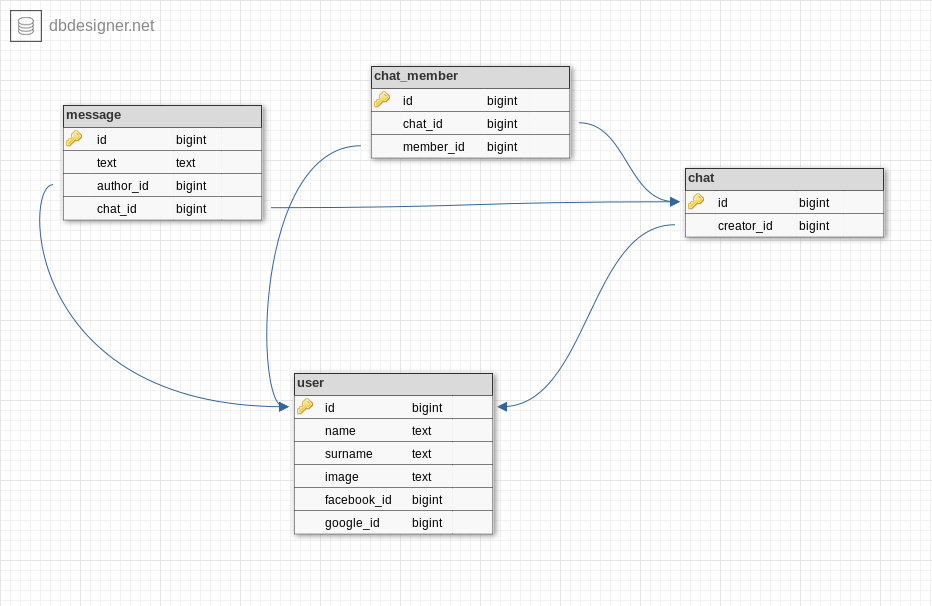 dbdesigner.net
chat_member
id bigint
chat_id bigint
member_id bigint
message
id bigint
text text
author_id bigint
chat_id bigint
chat
id bigint
creator_id bigint
user
id bigint
name text
surname text
image text
facebook_id bigint
google_id bigint